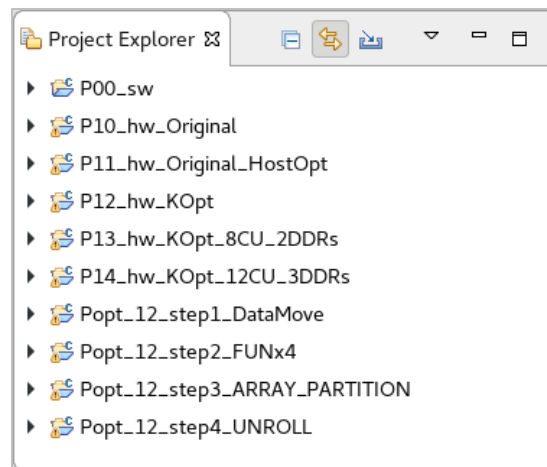 Project Explorer
P00_sw
P10_hw_Original
P11_hw_Original_HostOpt
P12_hw_KOpt
P13_hw_KOpt_8CU_2DDRs
P14_hw_KOpt_12CU_3DDRs
Popt_12_step1_DataMove
Popt_12_step2_FUNx4
Popt_12_step3_ARRAY_PARTITION
Popt_12_step4_UNROLL